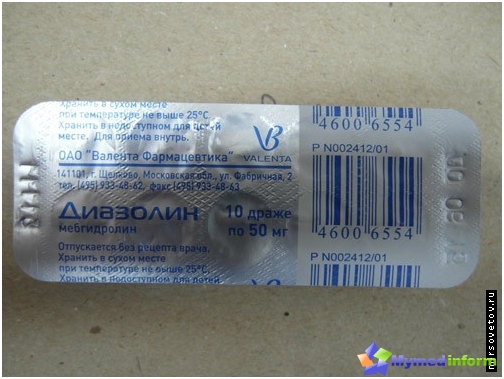 Хранить в сухом месте
при температуре не выше 25°C
Хранить в недоступном для детей
месте. Для приема внутрь.
ОАО "Валента Фармацевтика"
VALENTA
141101, г. Щелково, Московская обл., ул. Фабричная, 2
тел. (495) 933-48-62, факс (495) 933-48-63
Диазолин
мебгидролин
10 драже
по 50 мг
Отпускается без рецепта врача.
Хранить в сухом месте
при температуре не выше 25°C.
Хранить в недоступном для детей
4600 6554
P N002412/01
4600 6554
P N002412/01
mirsovetov.ru
Mymedinform